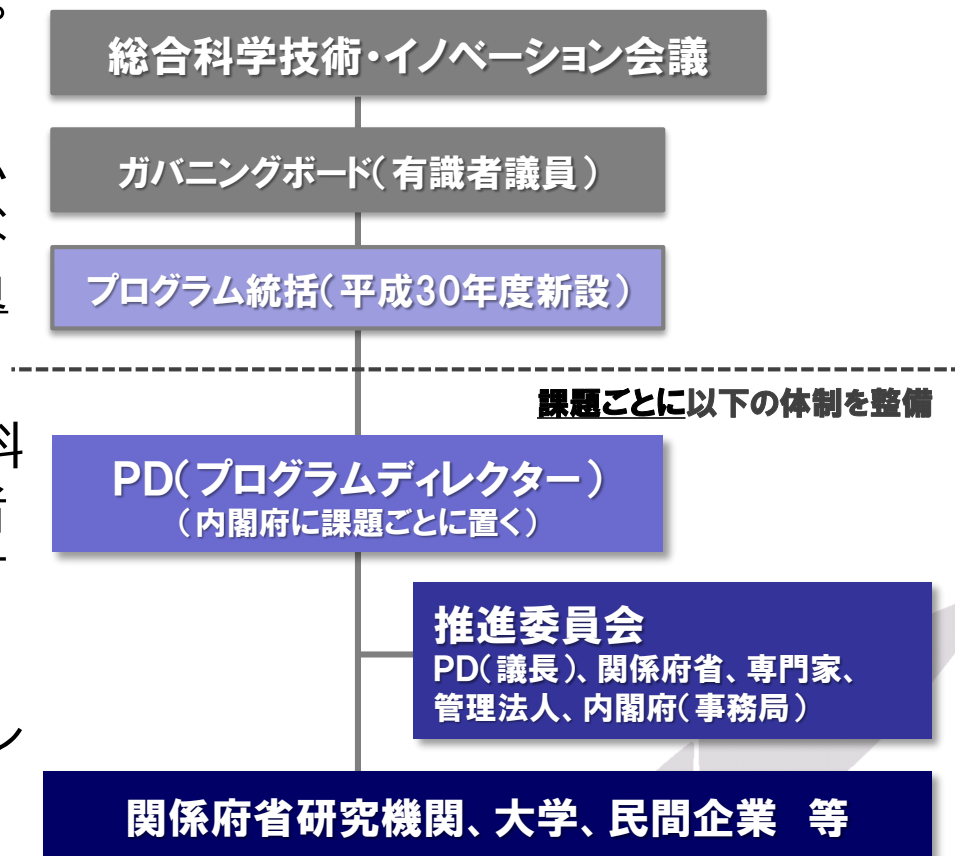 総合科学技術・イノベーション会議
ガバニングボード(有識者議員)
プログラム統括(平成30年度新設)
課題ごとに以下の体制を整備
PD(プログラムディレクター)
(内閣府に課題ごとに置く)
推進委員会
PD(議長)、関係府省、専門家、
管理法人、内閣府(事務局)
関係府省研究機関、大学、民間企業 等